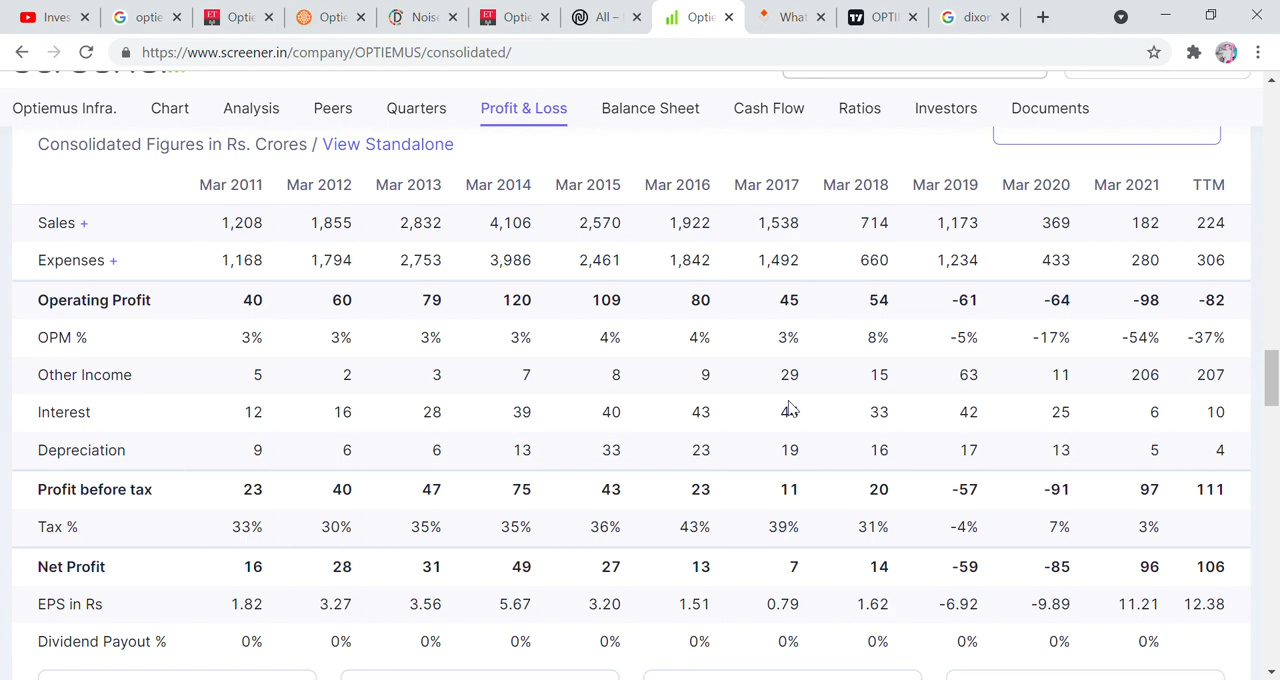 Inves
optie
Optie
Optie
Noise
Optie
All –
Optie
What
OPTII
dixor
https://www.screener.in/company/OPTIEMUS/consolidated/
Optiemus Infra. Chart Analysis Peers Quarters Profit & Loss Balance Sheet Cash Flow Ratios Investors Documents
Consolidated Figures in Rs. Crores / View Standalone
Mar 2011 Mar 2012 Mar 2013 Mar 2014 Mar 2015 Mar 2016 Mar 2017 Mar 2018 Mar 2019 Mar 2020 Mar 2021 TTM
Sales + 1,208 1,855 2,832 4,106 2,570 1,922 1,538 714 1,173 369 182 224
Expenses + 1,168 1,794 2,753 3,986 2,461 1,842 1,492 660 1,234 433 280 306
Operating Profit 40 60 79 120 109 80 45 54 -61 -64 -98 -82
OPM % 3% 3% 3% 3% 4% 4% 3% 8% -5% -17% -54% -37%
Other Income 5 2 3 7 8 9 29 15 63 11 206 207
Interest 12 16 28 39 40 43 33 42 25 6 10
Depreciation 9 6 6 13 33 23 19 16 17 13 5 4
Profit before tax 23 40 47 75 43 23 11 20 -57 -91 97 111
Tax % 33% 30% 35% 35% 36% 43% 39% 31% -4% 7% 3%
Net Profit 16 28 31 49 27 13 7 14 -59 -85 96 106
EPS in Rs 1.82 3.27 3.56 5.67 3.20 1.51 0.79 1.62 -6.92 -9.89 11.21 12.38
Dividend Payout % 0% 0% 0% 0% 0% 0% 0% 0% 0% 0% 0%